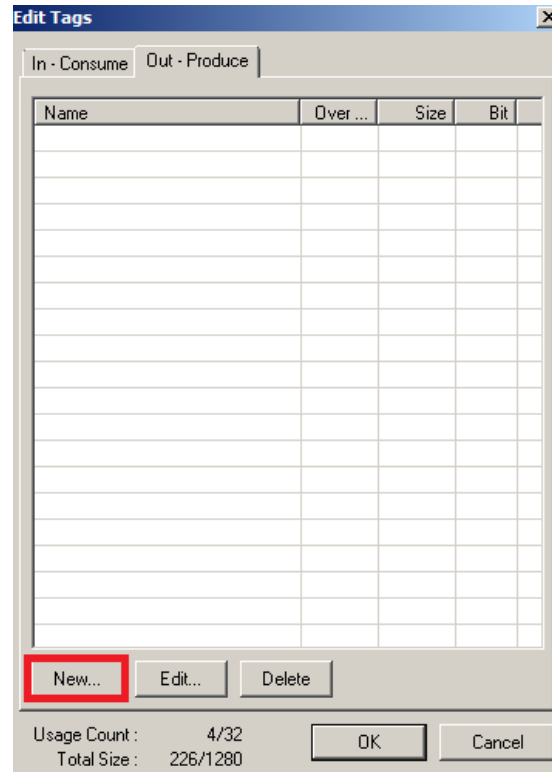 Edit Tags
In - Consume Out - Produce
Name Over ... Size Bit
New... Edit... Delete
Usage Count : 4/32 OK Cancel
Total Size : 226/1280